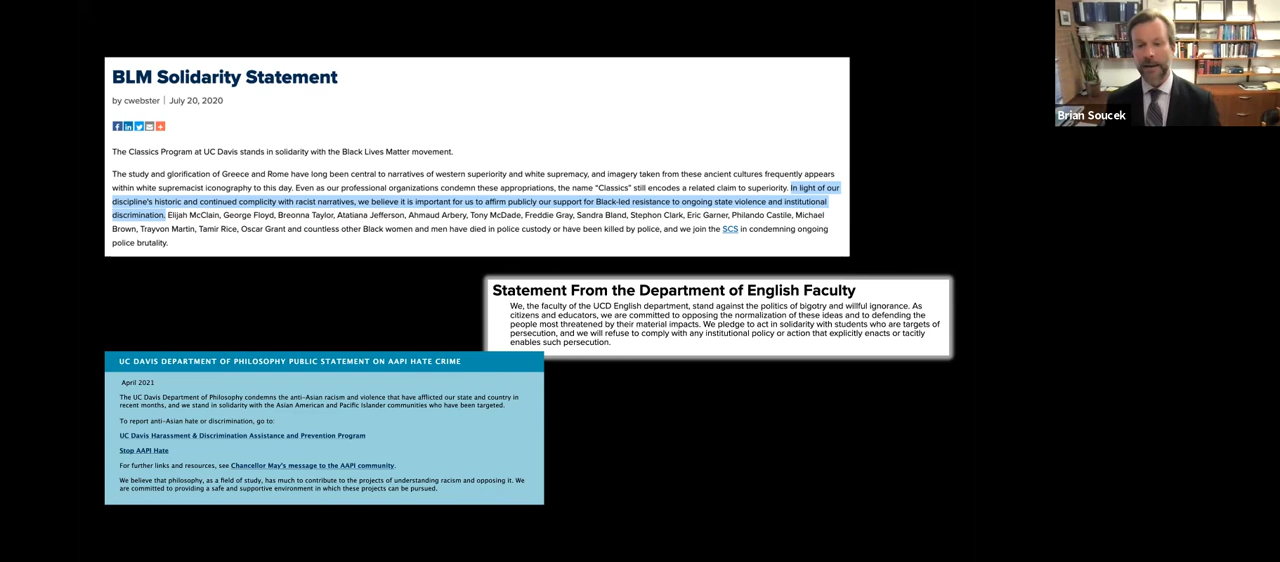 BLM Solidarity Statement
by cwebster | July 20, 2020
The Classics Program at UC Davis stands in solidarity with the Black Lives Matter movement.
The study and glorification of Greece and Rome have long been central to narratives of western superiority and white supremacy, and imagery taken from these ancient cultures frequently appears
within white supremacist iconography to this day. Even as our professional organizations condemn these appropriations, the name “Classics” still encodes a related claim to superiority. In light of our
discipline's historic and continued complicity with racist narratives, we believe it is important for us to affirm publicly our support for Black-led resistance to ongoing state violence and institutional
discrimination. Elijah McClain, George Floyd, Breonna Taylor, Atatiana Jefferson, Ahmaud Arbery, Tony McDade, Freddie Gray, Sandra Bland, Stephon Clark, Eric Garner, Philando Castile, Michael
Brown, Trayvon Martin, Tamir Rice, Oscar Grant and countless other Black women and men have died in police custody or have been killed by police, and we join the SCS in condemning ongoing
police brutality.
Brian Soucek
Statement From the Department of English Faculty
We, the faculty of the UCD English department, stand against the politics of bigotry and willful ignorance. As
citizens and educators, we are committed to opposing the normalization of these ideas and to defending the
people most threatened by their material impacts. We pledge to act in solidarity with students who are targets of
persecution, and we will refuse to comply with any institutional policy or action that explicitly enacts or tacitly
enables such persecution.
UC DAVIS DEPARTMENT OF PHILOSOPHY PUBLIC STATEMENT ON AAPI HATE CRIME
April 2021
The UC Davis Department of Philosophy condemns the anti-Asian racism and violence that have afflicted our state and country in
recent months, and we stand in solidarity with the Asian American and Pacific Islander communities who have been targeted.
To report anti-Asian hate or discrimination, go to:
UC Davis Harassment & Discrimination Assistance and Prevention Program
Stop AAPI Hate
For further links and resources, see Chancellor May's message to the AAPI community.
We believe that philosophy, as a field of study, has much to contribute to the projects of understanding racism and opposing it. We
are committed to providing a safe and supportive environment in which these projects can be pursued.